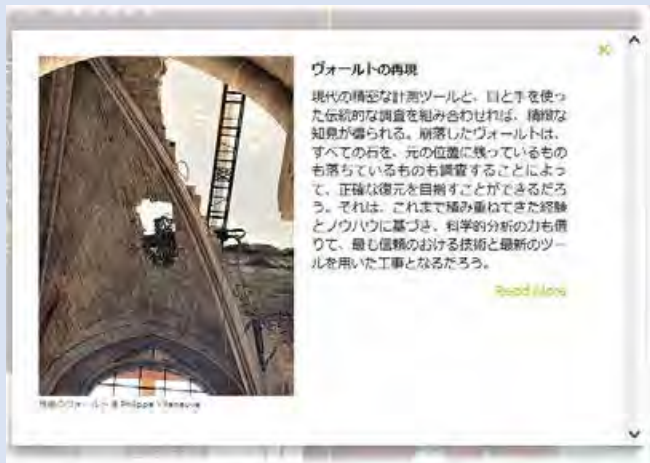 ヴォールトの再現
現代の精密な計測ツールと、目と手を使っ
た伝統的な調査を組み合わせれば、精緻な
知見が得られる。崩落したヴォールトは、
すべての石を、元の位置に残っているもの
も落ちているものも調査することによっ
て、正確な復元を目指すことができるだろ
う。それは、これまで積み重ねてきた経験
とノウハウに基づき、科学的分析の力も借
りて、最も信頼のおける技術と最新のツー
ルを用いた工事となるだろう。
Read More
のヴォールト © Philippe Villeneuve